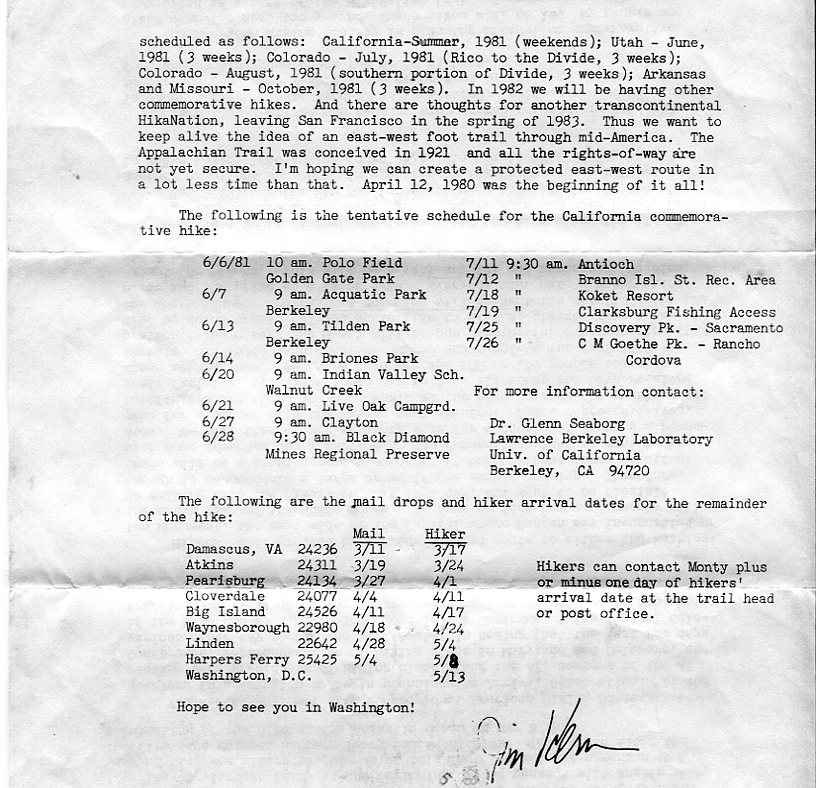 scheduled as follows:  California-Summer, 1981 (weekends); Utah - June,
1981 (3 weeks); Colorado - July, 1981 (Rico to the Divide, 3 weeks);
Colorado - August, 1981 (southern portion of Divide, 3 weeks); Arkansas
and Missouri - October, 1981 (3 weeks).  In 1982 we will be having other
commemorative hikes.  And there are thoughts for another transcontinental
HikaNation, leaving San Francisco in the spring of 1983.  Thus we want to
keep alive the idea of an east-west foot trail through mid-America.  The
Appalachian Trail was conceived in 1921  and all the rights-of-way are
not yet secure.  I'm hoping we can create a protected east-west route in
a lot less time than that.  April 12, 1980 was the beginning of it all!
The following is the tentative schedule for the California commemora-
tive hike:
6/6/81  10 am. Polo Field
Golden Gate Park
6/7  9 am. Acquatic Park
Berkeley
6/13  9 am. Tilden Park
Berkeley
6/14  9 am. Briones Park
6/20  9 am. Indian Valley Sch.
Walnut Creek
6/21  9 am. Live Oak Campgrd.
6/27  9 am. Clayton
6/28  9:30 am. Black Diamond
Mines Regional Preserve
7/11 9:30 am. Antioch
7/12  "  Branno Isl. St. Rec. Area
7/18  "  Koket Resort
7/19  "  Clarksburg Fishing Access
7/25  "  Discovery Pk. - Sacramento
7/26  "  C M Goethe Pk. - Rancho
Cordova
For more information contact:
Dr. Glenn Seaborg
Lawrence Berkeley Laboratory
Univ. of California
Berkeley,  CA  94720
The following are the mail drops and hiker arrival dates for the remainder
of the hike:
Mail  Hiker
Damascus, VA  24236  3/11  3/17
Atkins  24311  3/19  3/24
Pearisburg  24134  3/27  4/1
Cloverdale  24077  4/4  4/11
Big Island  24526  4/11  4/17
Waynesborough 22980  4/18  4/24
Linden  22642  4/28  5/4
Harpers Ferry 25425  5/4  5/8
Washington, D.C.  5/13
Hikers can contact Monty plus
or minus one day of hikers'
arrival date at the trail head
or post office.
Hope to see you in Washington!
Jim Kern